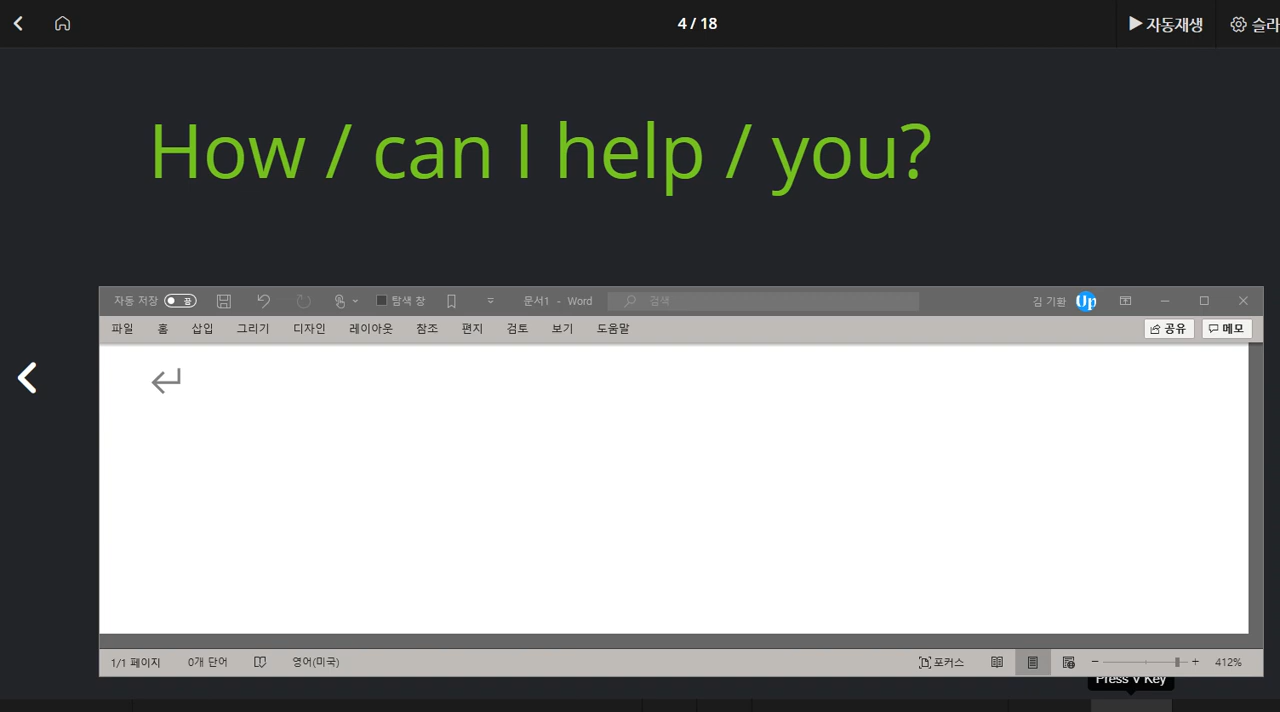 4 / 18
자동재생
슬라
How / can I help / you?
자동 저장 끔 탐색 창 문서1 - Word 검색 김 기환 Up
파일 홈 삽입 그리기 디자인 레이아웃 참조 편지 검토 보기 도움말 공유 메모
1/1 페이지 0개 단어 영어(미국) 포커스 412%
Press V Key